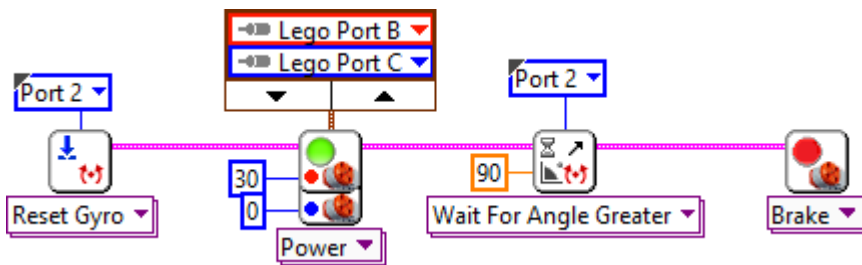 Lego Port B
Lego Port C
Port 2
Port 2
30
0
90
Reset Gyro
Power
Wait For Angle Greater
Brake